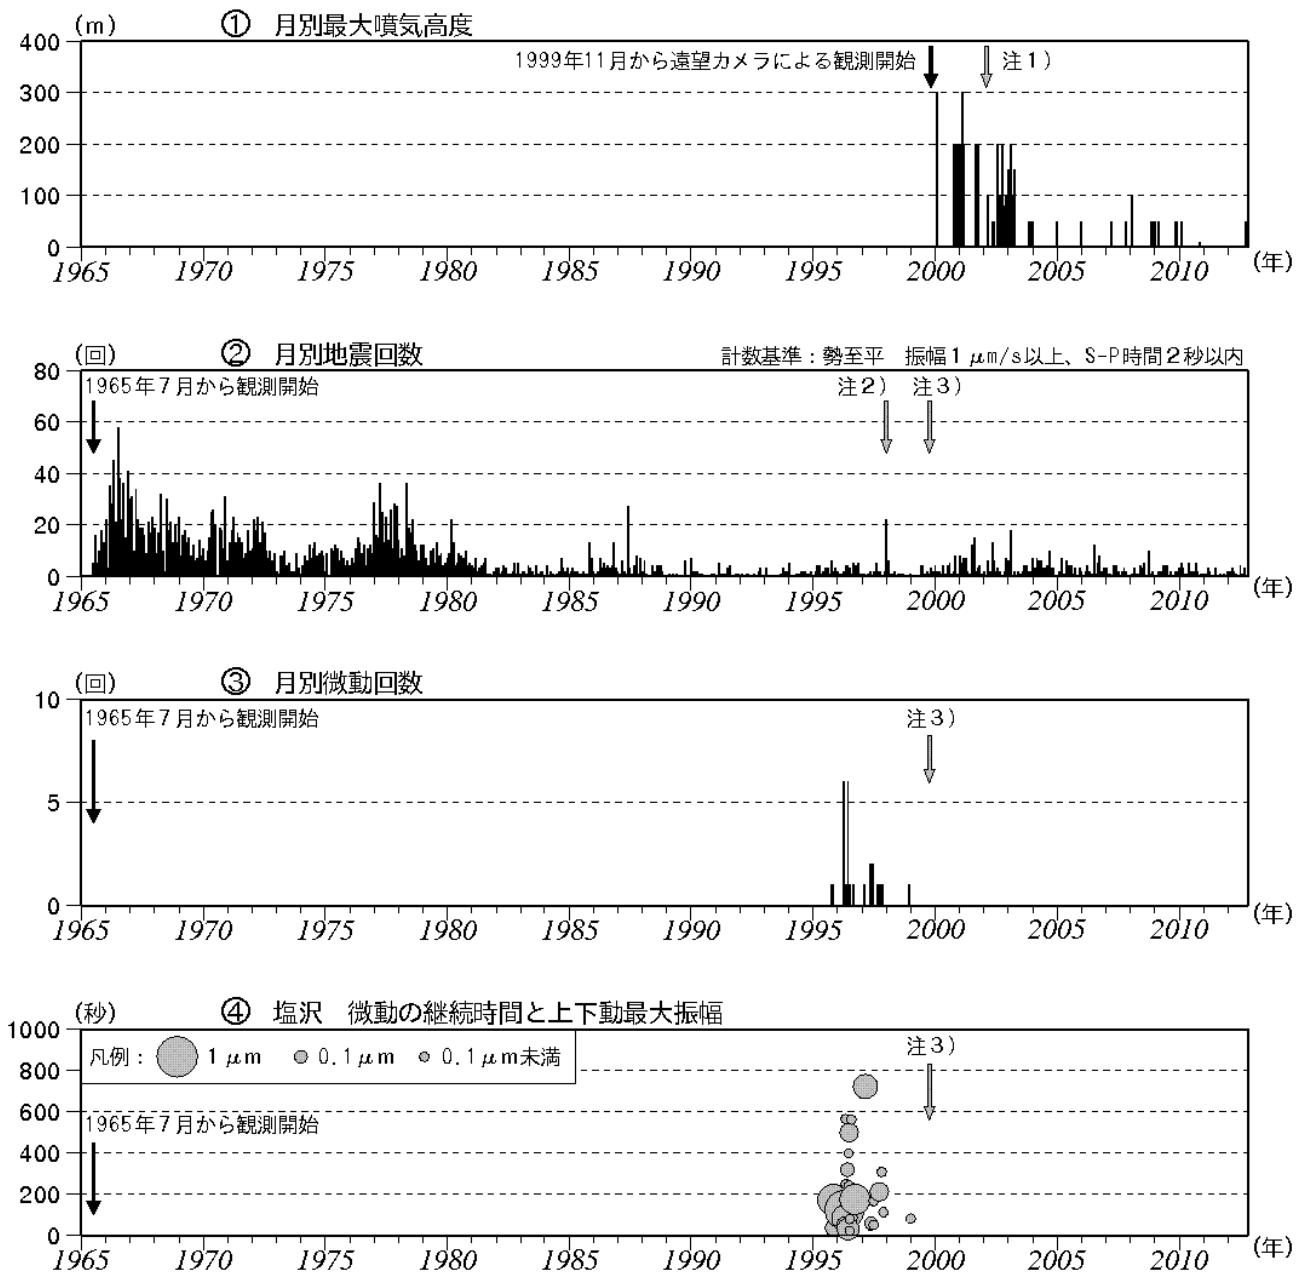 (m) ① 月別最大噴気高度
400
1999年11月から遠望カメラによる観測開始 注1)
300
200
100
0
1965 1970 1975 1980 1985 1990 1995 2000 2005 2010 (年)
(回) ② 月別地震回数 計数基準：勢至平 振幅1μm/s以上、S-P時間2秒以内
80
1965年7月から観測開始 注2) 注3)
60
40
20
0
1965 1970 1975 1980 1985 1990 1995 2000 2005 2010 (年)
(回) ③ 月別微動回数
10
1965年7月から観測開始 注3)
5
0
1965 1970 1975 1980 1985 1990 1995 2000 2005 2010 (年)
(秒) ④ 塩沢 微動の継続時間と上下動最大振幅
1000
凡例： 1μm 0.1μm 0.1μm未満 注3)
800
600
1965年7月から観測開始
400
200
0
1965 1970 1975 1980 1985 1990 1995 2000 2005 2010 (年)